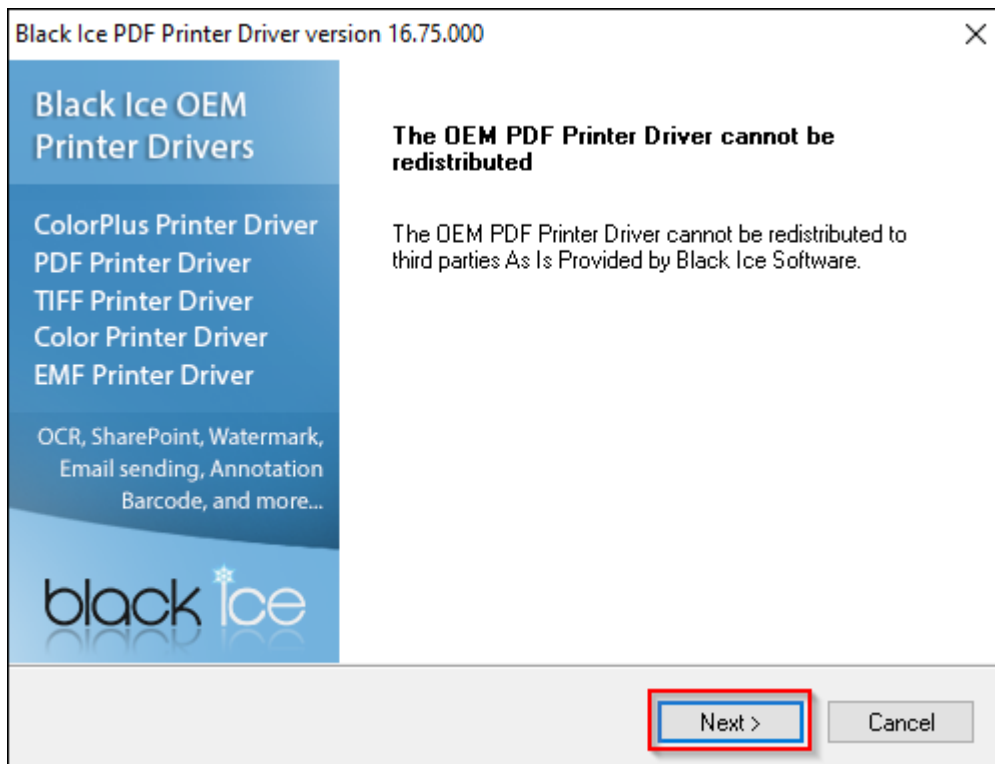 Black Ice PDF Printer Driver version 16.75.000
Black Ice OEM
Printer Drivers
ColorPlus Printer Driver
PDF Printer Driver
TIFF Printer Driver
Color Printer Driver
EMF Printer Driver
OCR, SharePoint, Watermark,
Email sending, Annotation
Barcode, and more...
black ice
The OEM PDF Printer Driver cannot be
redistributed
The OEM PDF Printer Driver cannot be redistributed to
third parties As Is Provided by Black Ice Software.
Next >
Cancel